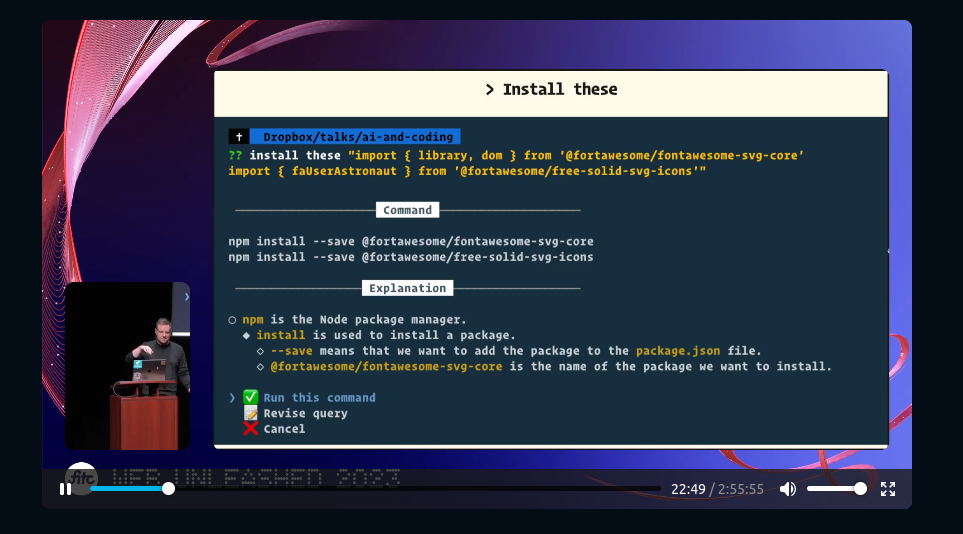 > Install these
† Dropbox/talks/ai-and-coding
?? install these "import { library, dom } from '@fortawesome/fontawesome-svg-core'
import { faUserAstronaut } from '@fortawesome/free-solid-svg-icons'"
Command
npm install --save @fortawesome/fontawesome-svg-core
npm install --save @fortawesome/free-solid-svg-icons
Explanation
○ npm is the Node package manager.
◆ install is used to install a package.
◇ --save means that we want to add the package to the package.json file.
◇ @fortawesome/fontawesome-svg-core is the name of the package we want to install.
❯ ✅ Run this command
📝 Revise query
❌ Cancel
fitc WEB UNLEASHED 2023
22:49 / 2:55:55